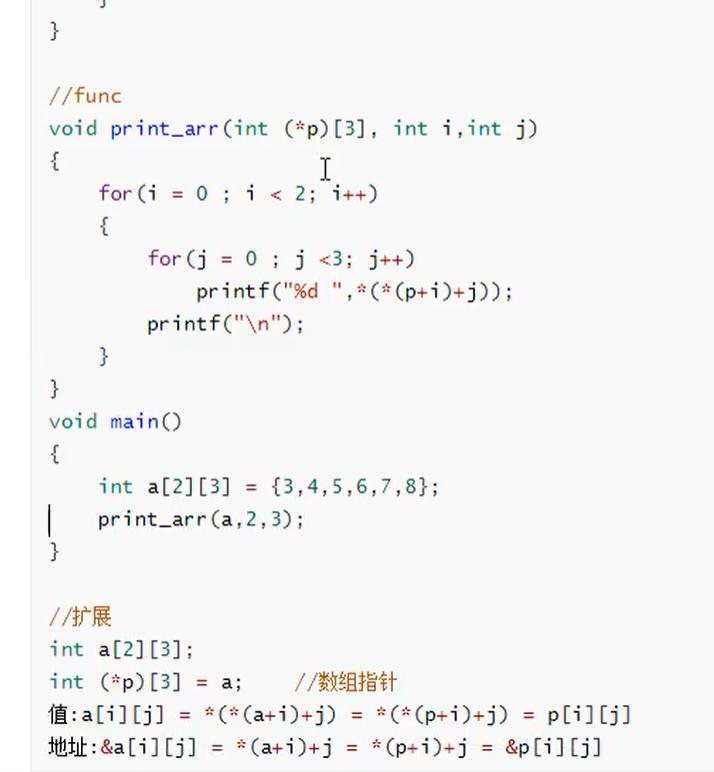 }
}
//func
void print_arr(int (*p)[3], int i,int j)
{
    for(i = 0 ; i < 2; i++)
    {
        for(j = 0 ; j <3; j++)
            printf("%d ",*(*(p+i)+j));
        printf("\n");
    }
}
void main()
{
    int a[2][3] = {3,4,5,6,7,8};
    print_arr(a,2,3);
}
//扩展
int a[2][3];
int (*p)[3] = a;    //数组指针
值:a[i][j] = *(*(a+i)+j) = *(*(p+i)+j) = p[i][j]
地址:&a[i][j] = *(a+i)+j = *(p+i)+j = &p[i][j]